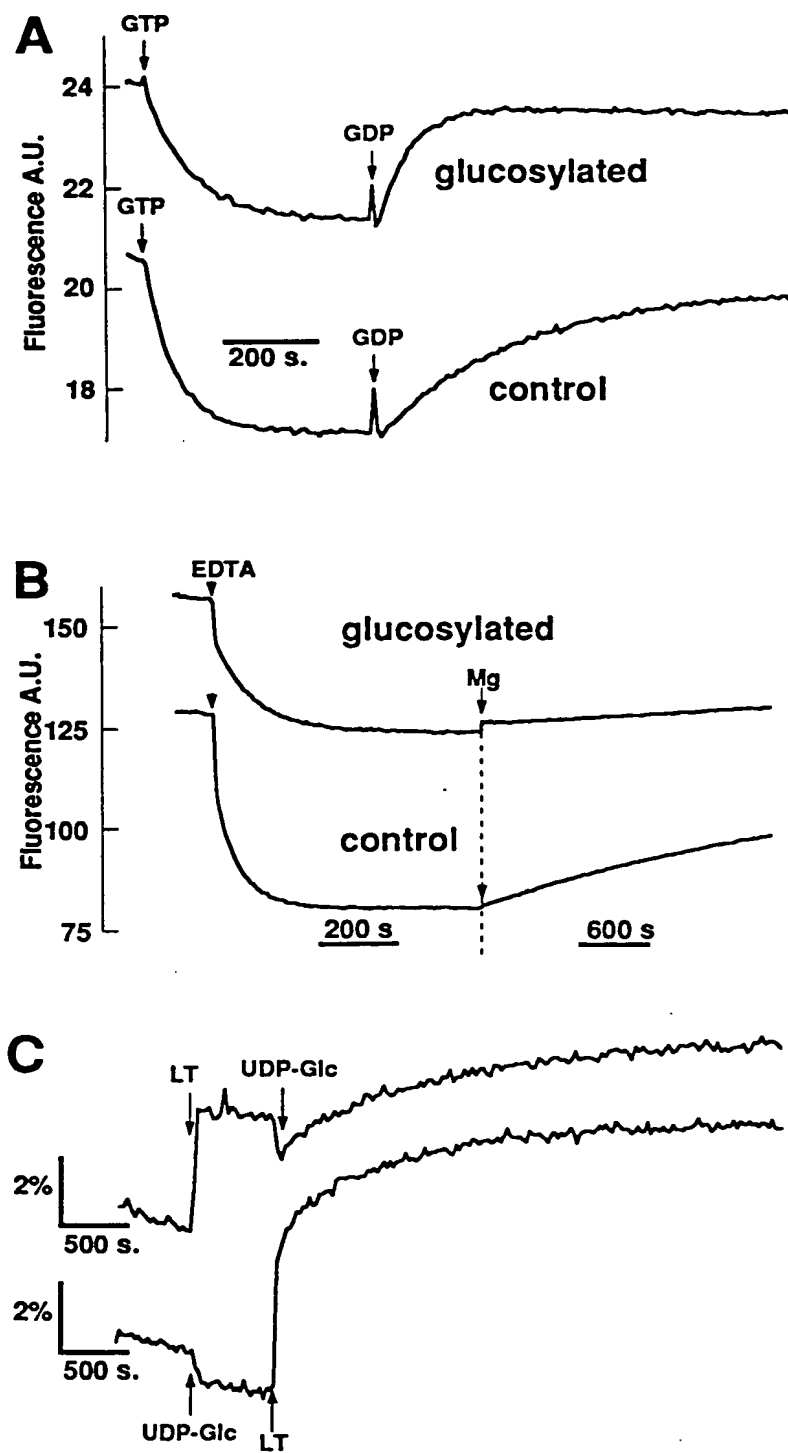 A
GTP
24
GDP
glucosylated
22
GTP
Fluorescence A.U.
20
200 s.
GDP
control
18
B
EDTA
150
glucosylated
Mg
125
Fluorescence A.U.
100
control
200 s
600 s
75
C
LT
UDP-Glc
2%
500 s.
2%
500 s.
UDP-Glc
LT